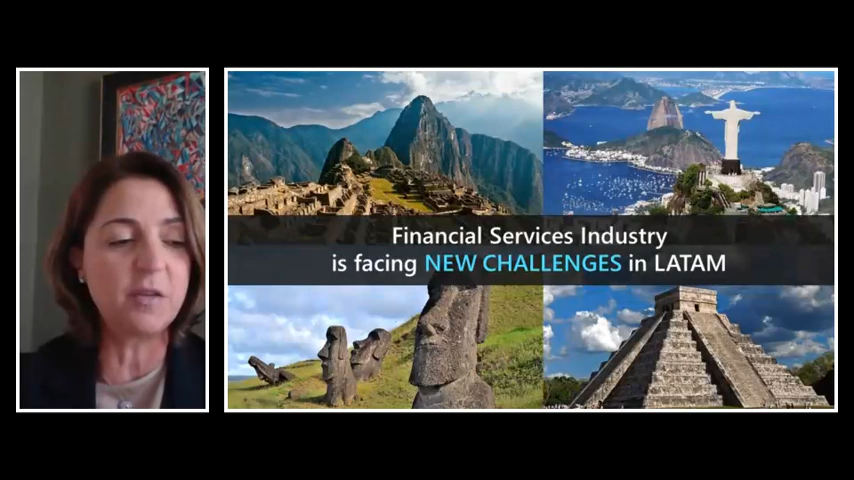 Financial Services Industry
is facing NEW CHALLENGES in LATAM